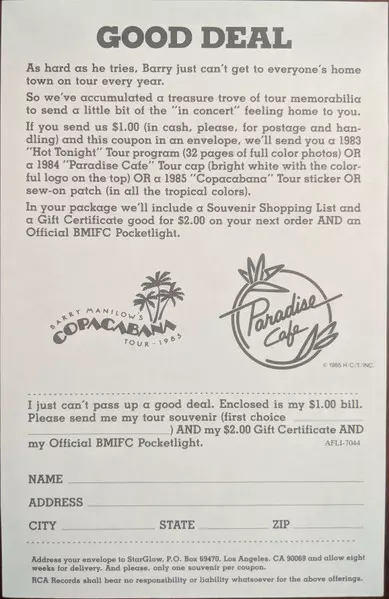 GOOD DEAL
As hard as he tries, Barry just can't get to everyone's home
town on tour every year.
So we've accumulated a treasure trove of tour memorabilia
to send a little bit of the "in concert" feeling home to you.
If you send us $1.00 (in cash, please, for postage and han-
dling) and this coupon in an envelope, we'll send you a 1983
"Hot Tonight" Tour program (32 pages of full color photos) OR
a 1984 "Paradise Cafe" Tour cap (bright white with the color-
ful logo on the top) OR a 1985 "Copacabana" Tour sticker OR
sew-on patch (in all the tropical colors).
In your package we'll include a Souvenir Shopping List and
a Gift Certificate good for $2.00 on your next order AND an
Official BMIFC Pocketlight.
BARRY MANILOW'S
COPACABANA
TOUR-1985
Paradise
Cafe
© 1985 H/C/T/INC.
I just can't pass up a good deal. Enclosed is my $1.00 bill.
Please send me my tour souvenir (first choice
) AND my $2.00 Gift Certificate AND
my Official BMIFC Pocketlight.
AFL1-7044
NAME
ADDRESS
CITY STATE ZIP
Address your envelope to StarGlow, P.O. Box 69470, Los Angeles, CA 90069 and allow eight
weeks for delivery. And please, only one souvenir per coupon.
RCA Records shall bear no responsibility or liability whatsoever for the above offerings.